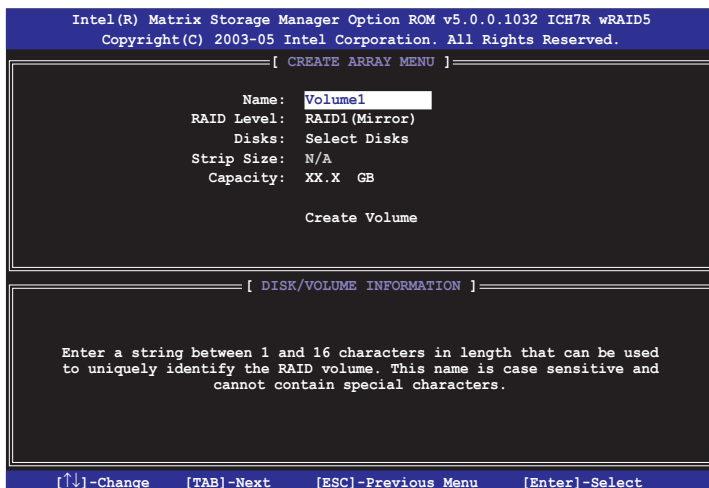 Intel(R) Matrix Storage Manager Option ROM v5.0.0.1032 ICH7R wRAID5
Copyright(C) 2003-05 Intel Corporation. All Rights Reserved.
[ CREATE ARRAY MENU ]
Name: Volume1
RAID Level: RAID1(Mirror)
Disks: Select Disks
Strip Size: N/A
Capacity: XX.X GB
Create Volume
[ DISK/VOLUME INFORMATION ]
Enter a string between 1 and 16 characters in length that can be used
to uniquely identify the RAID volume. This name is case sensitive and
cannot contain special characters.
[↑↓]-Change [TAB]-Next [ESC]-Previous Menu [Enter]-Select